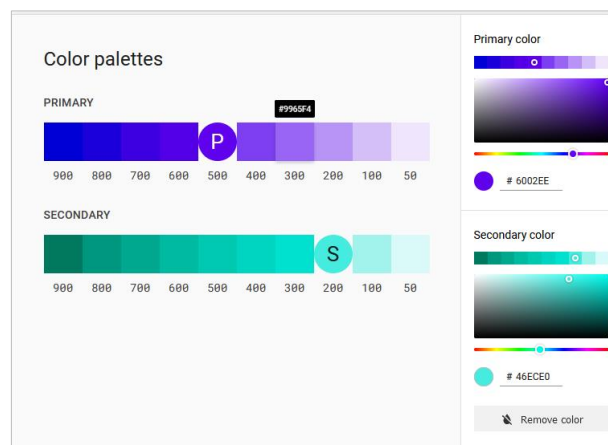 Color palettes
PRIMARY
#9965F4
P
900 800 700 600 500 400 300 200 100 50
SECONDARY
S
900 800 700 600 500 400 300 200 100 50
Primary color
# 6002EE
Secondary color
# 46ECE0
Remove color